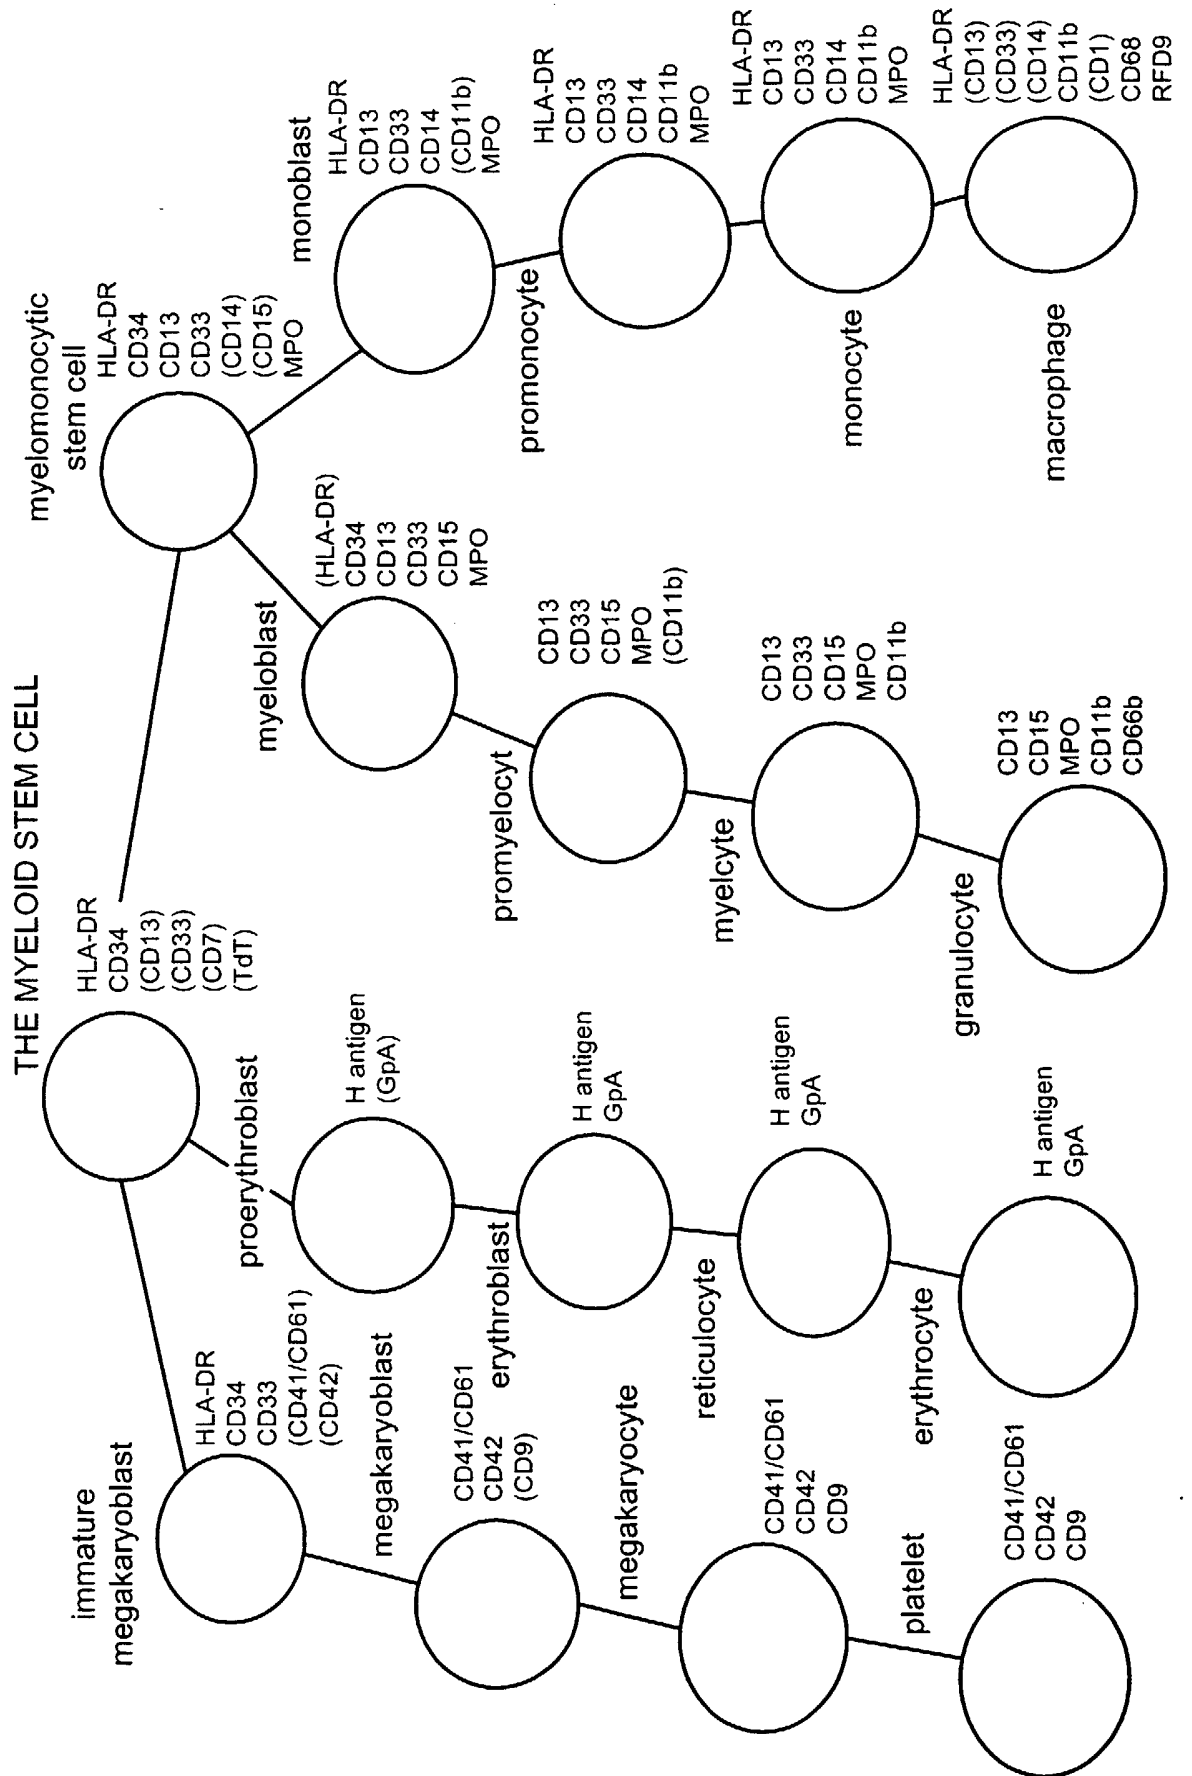 THE MYELOID STEM CELL
HLA-DR
CD34
(CD13)
(CD33)
(CD7)
(TdT)
immature
megakaryoblast
HLA-DR
CD34
CD33
(CD41/CD61)
(CD42)
megakaryoblast
CD41/CD61
CD42
(CD9)
megakaryocyte
CD41/CD61
CD42
CD9
platelet
CD41/CD61
CD42
CD9
proerythroblast
H antigen
(GpA)
erythroblast
H antigen
GpA
reticulocyte
H antigen
GpA
erythrocyte
H antigen
GpA
myelomonocytic
stem cell
HLA-DR
CD34
CD13
CD33
(CD14)
(CD15)
MPO
myeloblast
(HLA-DR)
CD34
CD13
CD33
CD15
MPO
promyelocyt
CD13
CD33
CD15
MPO
(CD11b)
myelcyte
CD13
CD33
CD15
MPO
CD11b
granulocyte
CD13
CD15
MPO
CD11b
CD66b
monoblast
HLA-DR
CD13
CD33
CD14
(CD11b)
MPO
promonocyte
HLA-DR
CD13
CD33
CD14
CD11b
MPO
monocyte
HLA-DR
CD13
CD33
CD14
CD11b
MPO
macrophage
HLA-DR
(CD13)
(CD33)
(CD14)
CD11b
(CD1)
CD68
RFD9